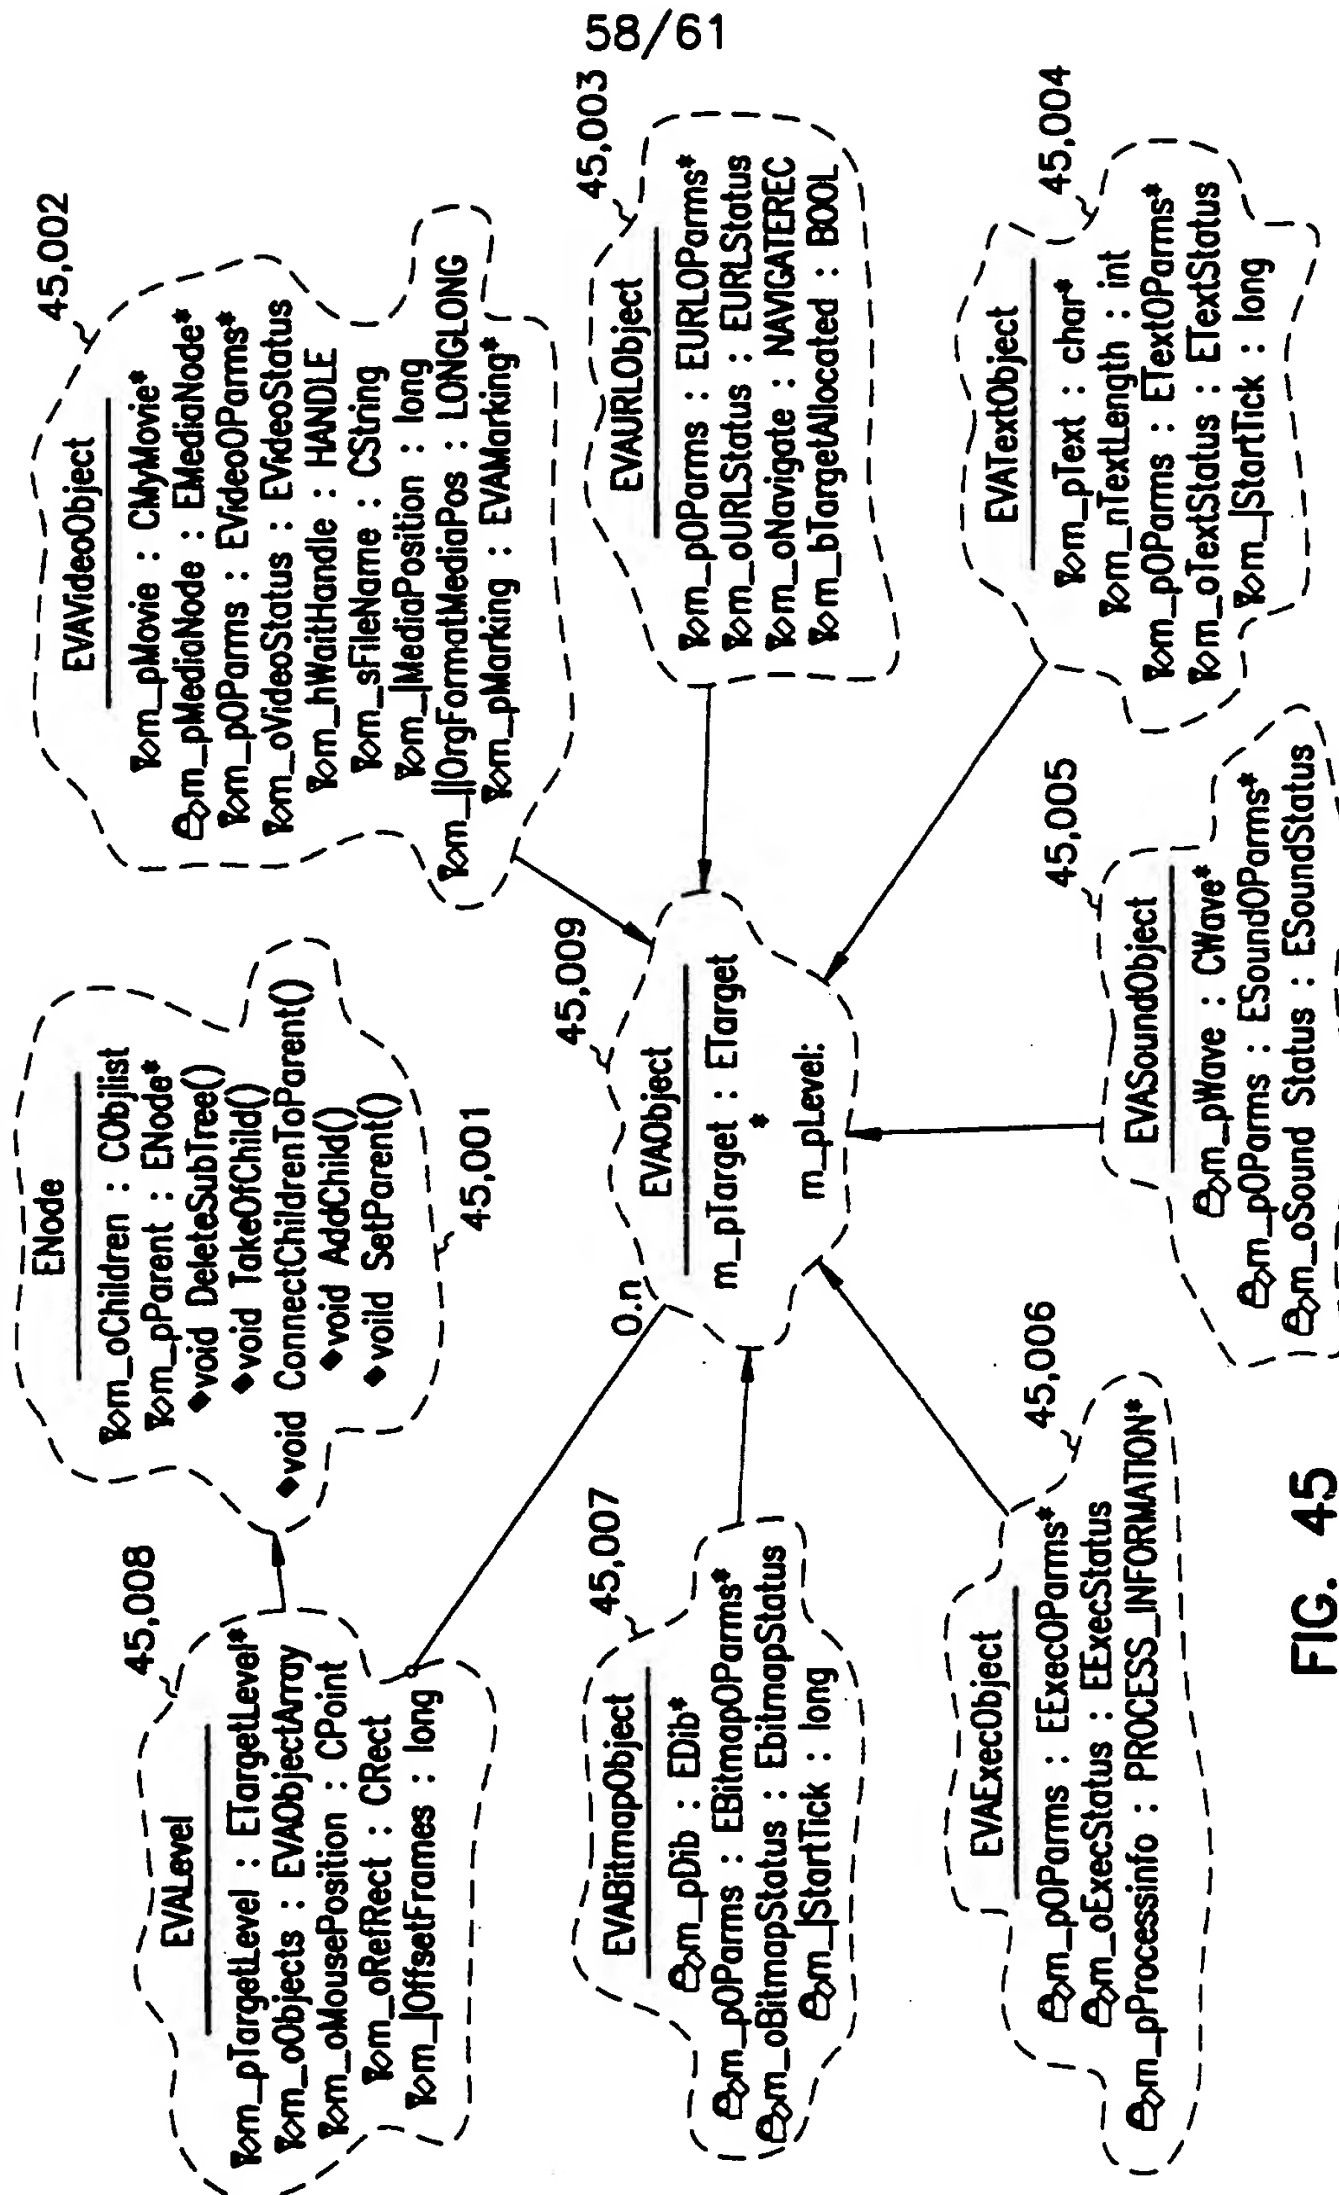 58/61
EVALevel
m_pTargetLevel : ETargetLevel*
m_oObjects : EVAObjectArray
m_oMousePosition : CPoint
m_oRefRect : CRect
m_lOffsetFrames : long
45,008
ENode
m_oChildren : CObjlist
m_pParent : ENode*
void DeleteSubTree()
void TakeOfChild()
void ConnectChildrenToParent()
void AddChild()
voild SetParent()
45,001
EVAVideoObject
m_pMovie : CMyMovie*
m_pMediaNode : EMediaNode*
m_pOParms : EVideoOParms*
m_oVideoStatus : EVideoStatus
m_hWaitHandle : HANDLE
m_sFileName : CString
m_lMediaPosition : long
m_llOrgFormatMediaPos : LONGLONG
m_pMarking : EVAMarking*
45,002
EVABitmapObject
m_pDib : EDib*
m_pOParms : EBitmapOParms*
m_oBitmapStatus : EbitmapStatus
m_lStartTick : long
45,007
0.n
EVAObject
m_pTarget : ETarget
*
m_pLevel:
45,009
EVAURLObject
m_pOParms : EURLOParms*
m_oURLStatus : EURLStatus
m_oNavigate : NAVIGATEREC
m_bTargetAllocated : BOOL
45,003
EVAExecObject
m_pOParms : EExecOParms*
m_oExecStatus : EExecStatus
m_pProcessinfo : PROCESS_INFORMATION*
45,006
EVASoundObject
m_pWave : CWave*
m_pOParms : ESoundOParms*
m_oSound Status : ESoundStatus
45,005
EVATextObject
m_pText : char*
m_nTextLength : int
m_pOParms : ETextOParms*
m_oTextStatus : ETextStatus
m_lStartTick : long
45,004
FIG. 45